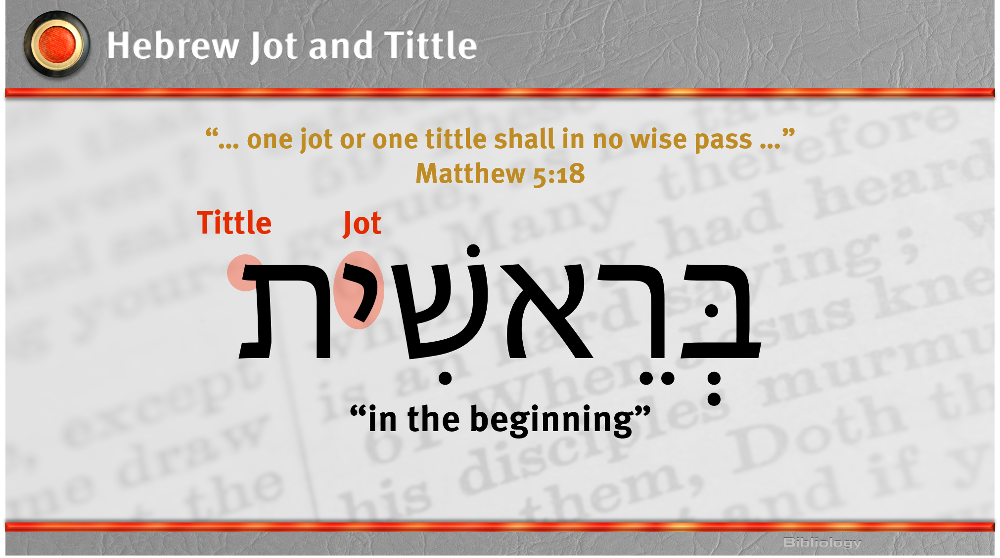 Hebrew Jot and Tittle
“... one jot or one tittle shall in no wise pass ...”
Matthew 5:18
Tittle Jot
בְּרֵאשִׁית
“in the beginning”
Bibliology